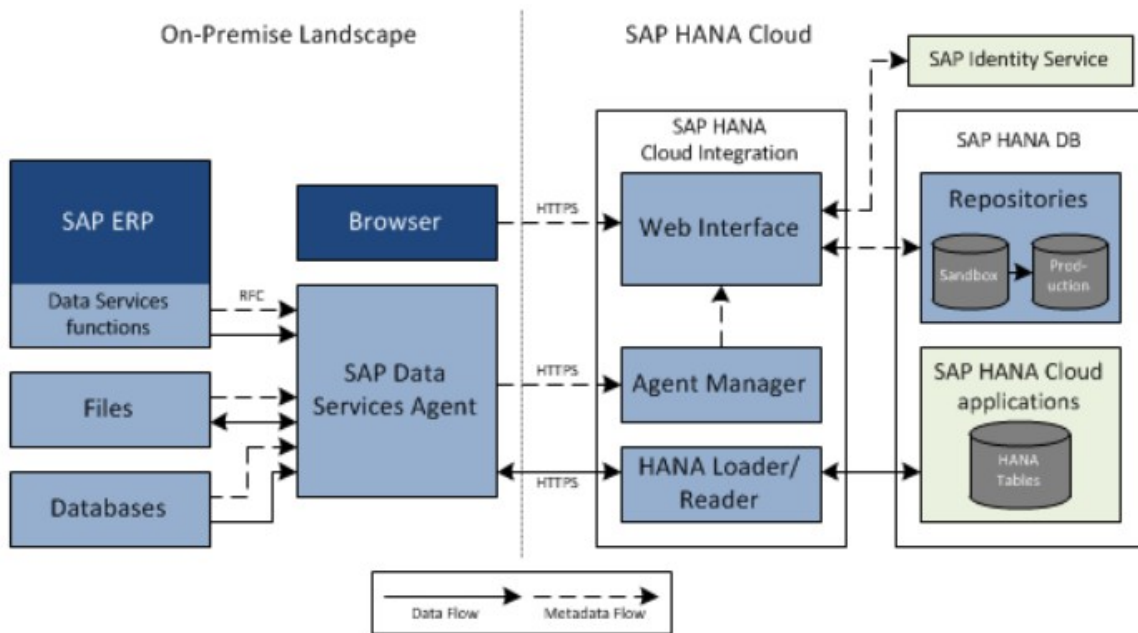 On-Premise Landscape
SAP HANA Cloud
SAP Identity Service
SAP HANA
Cloud Integration
SAP HANA DB
SAP ERP
Data Services
functions
Browser
HTTPS
Web Interface
Repositories
Sandbox
Prod-
uction
RFC
SAP Data
Services Agent
HTTPS
Agent Manager
SAP HANA Cloud
applications
Files
HANA
Tables
Databases
HTTPS
HANA Loader/
Reader
Data Flow
Metadata Flow